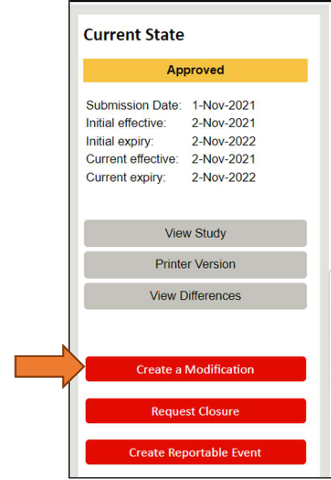 Current State
Approved
Submission Date: 1-Nov-2021
Initial effective: 2-Nov-2021
Initial expiry: 2-Nov-2022
Current effective: 2-Nov-2021
Current expiry: 2-Nov-2022
View Study
Printer Version
View Differences
Create a Modification
Request Closure
Create Reportable Event